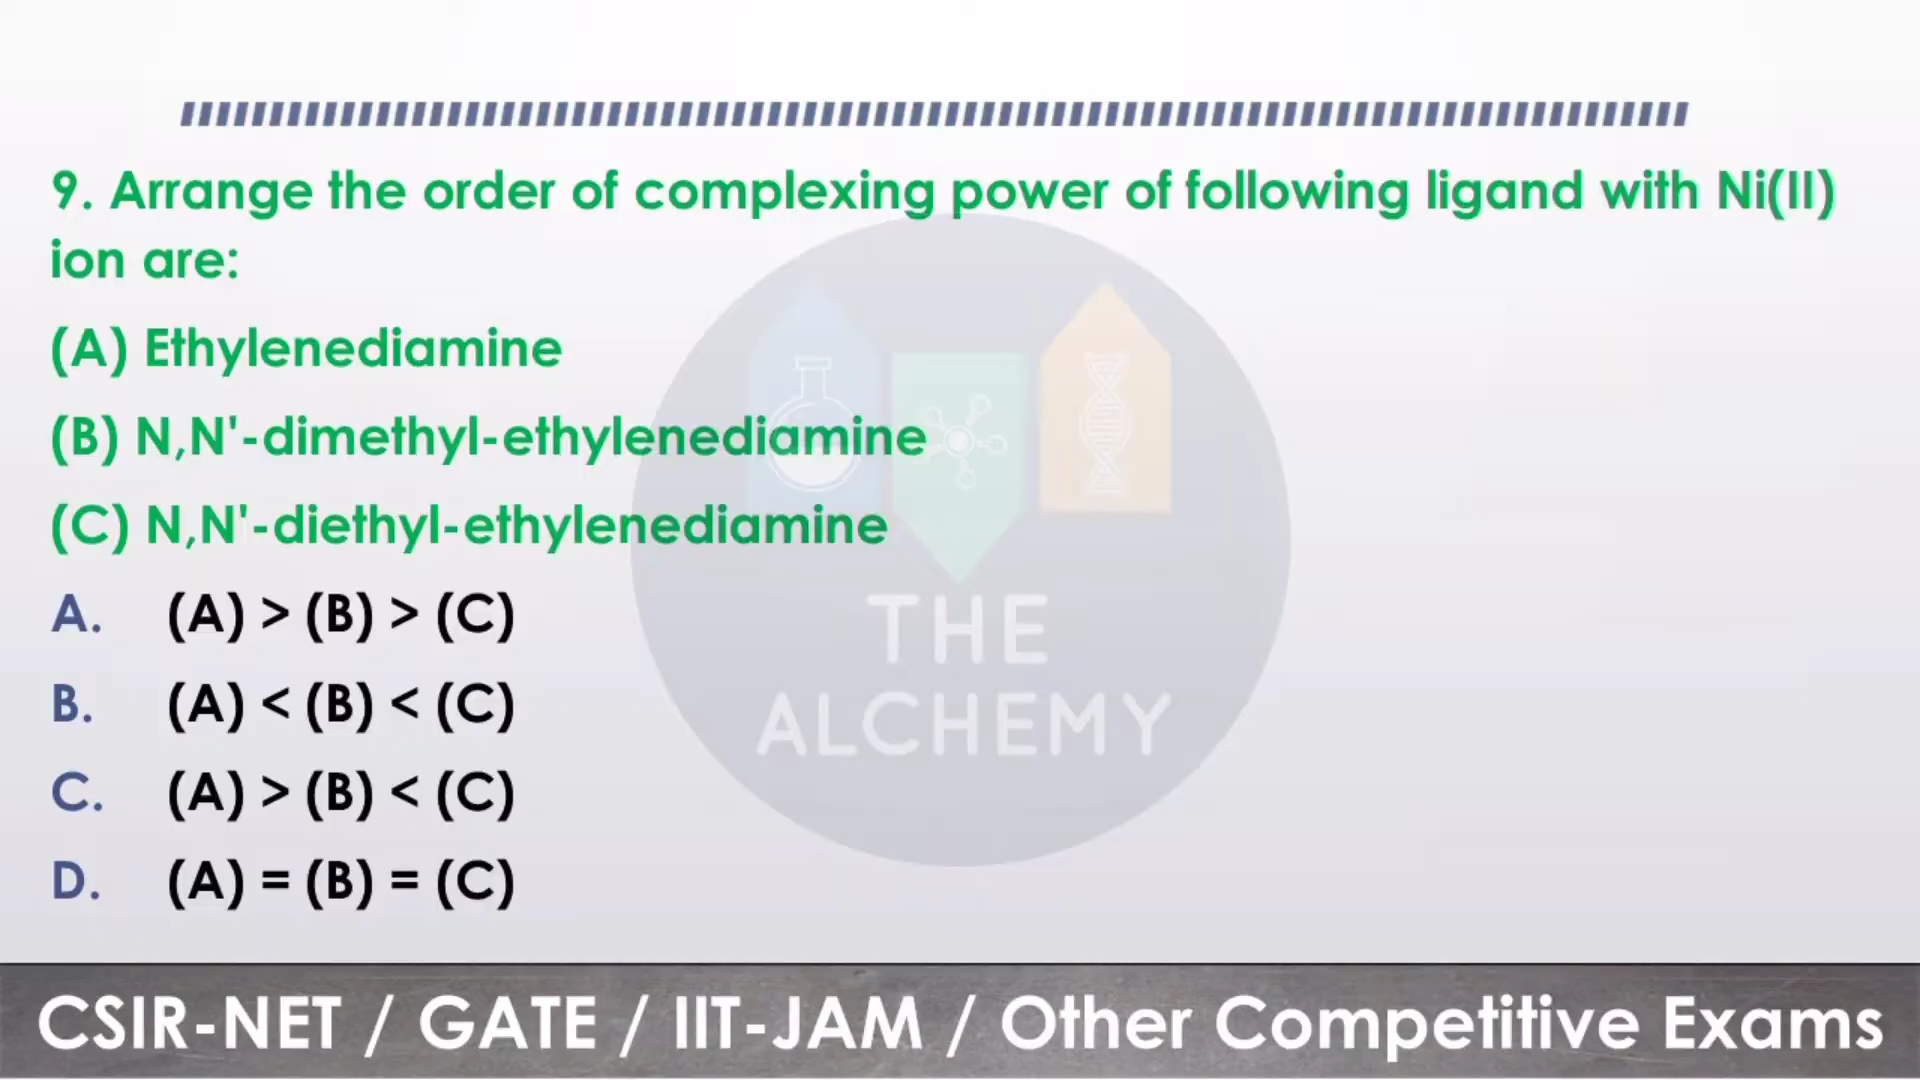 9. Arrange the order of complexing power of following ligand with Ni(II)
ion are:
(A) Ethylenediamine
(B) N,N'-dimethyl-ethylenediamine
(C) N,N'-diethyl-ethylenediamine
A. (A) > (B) > (C)
B. (A) < (B) < (C)
C. (A) > (B) < (C)
D. (A) = (B) = (C)
THE
ALCHEMY
CSIR-NET / GATE / IIT-JAM / Other Competitive Exams